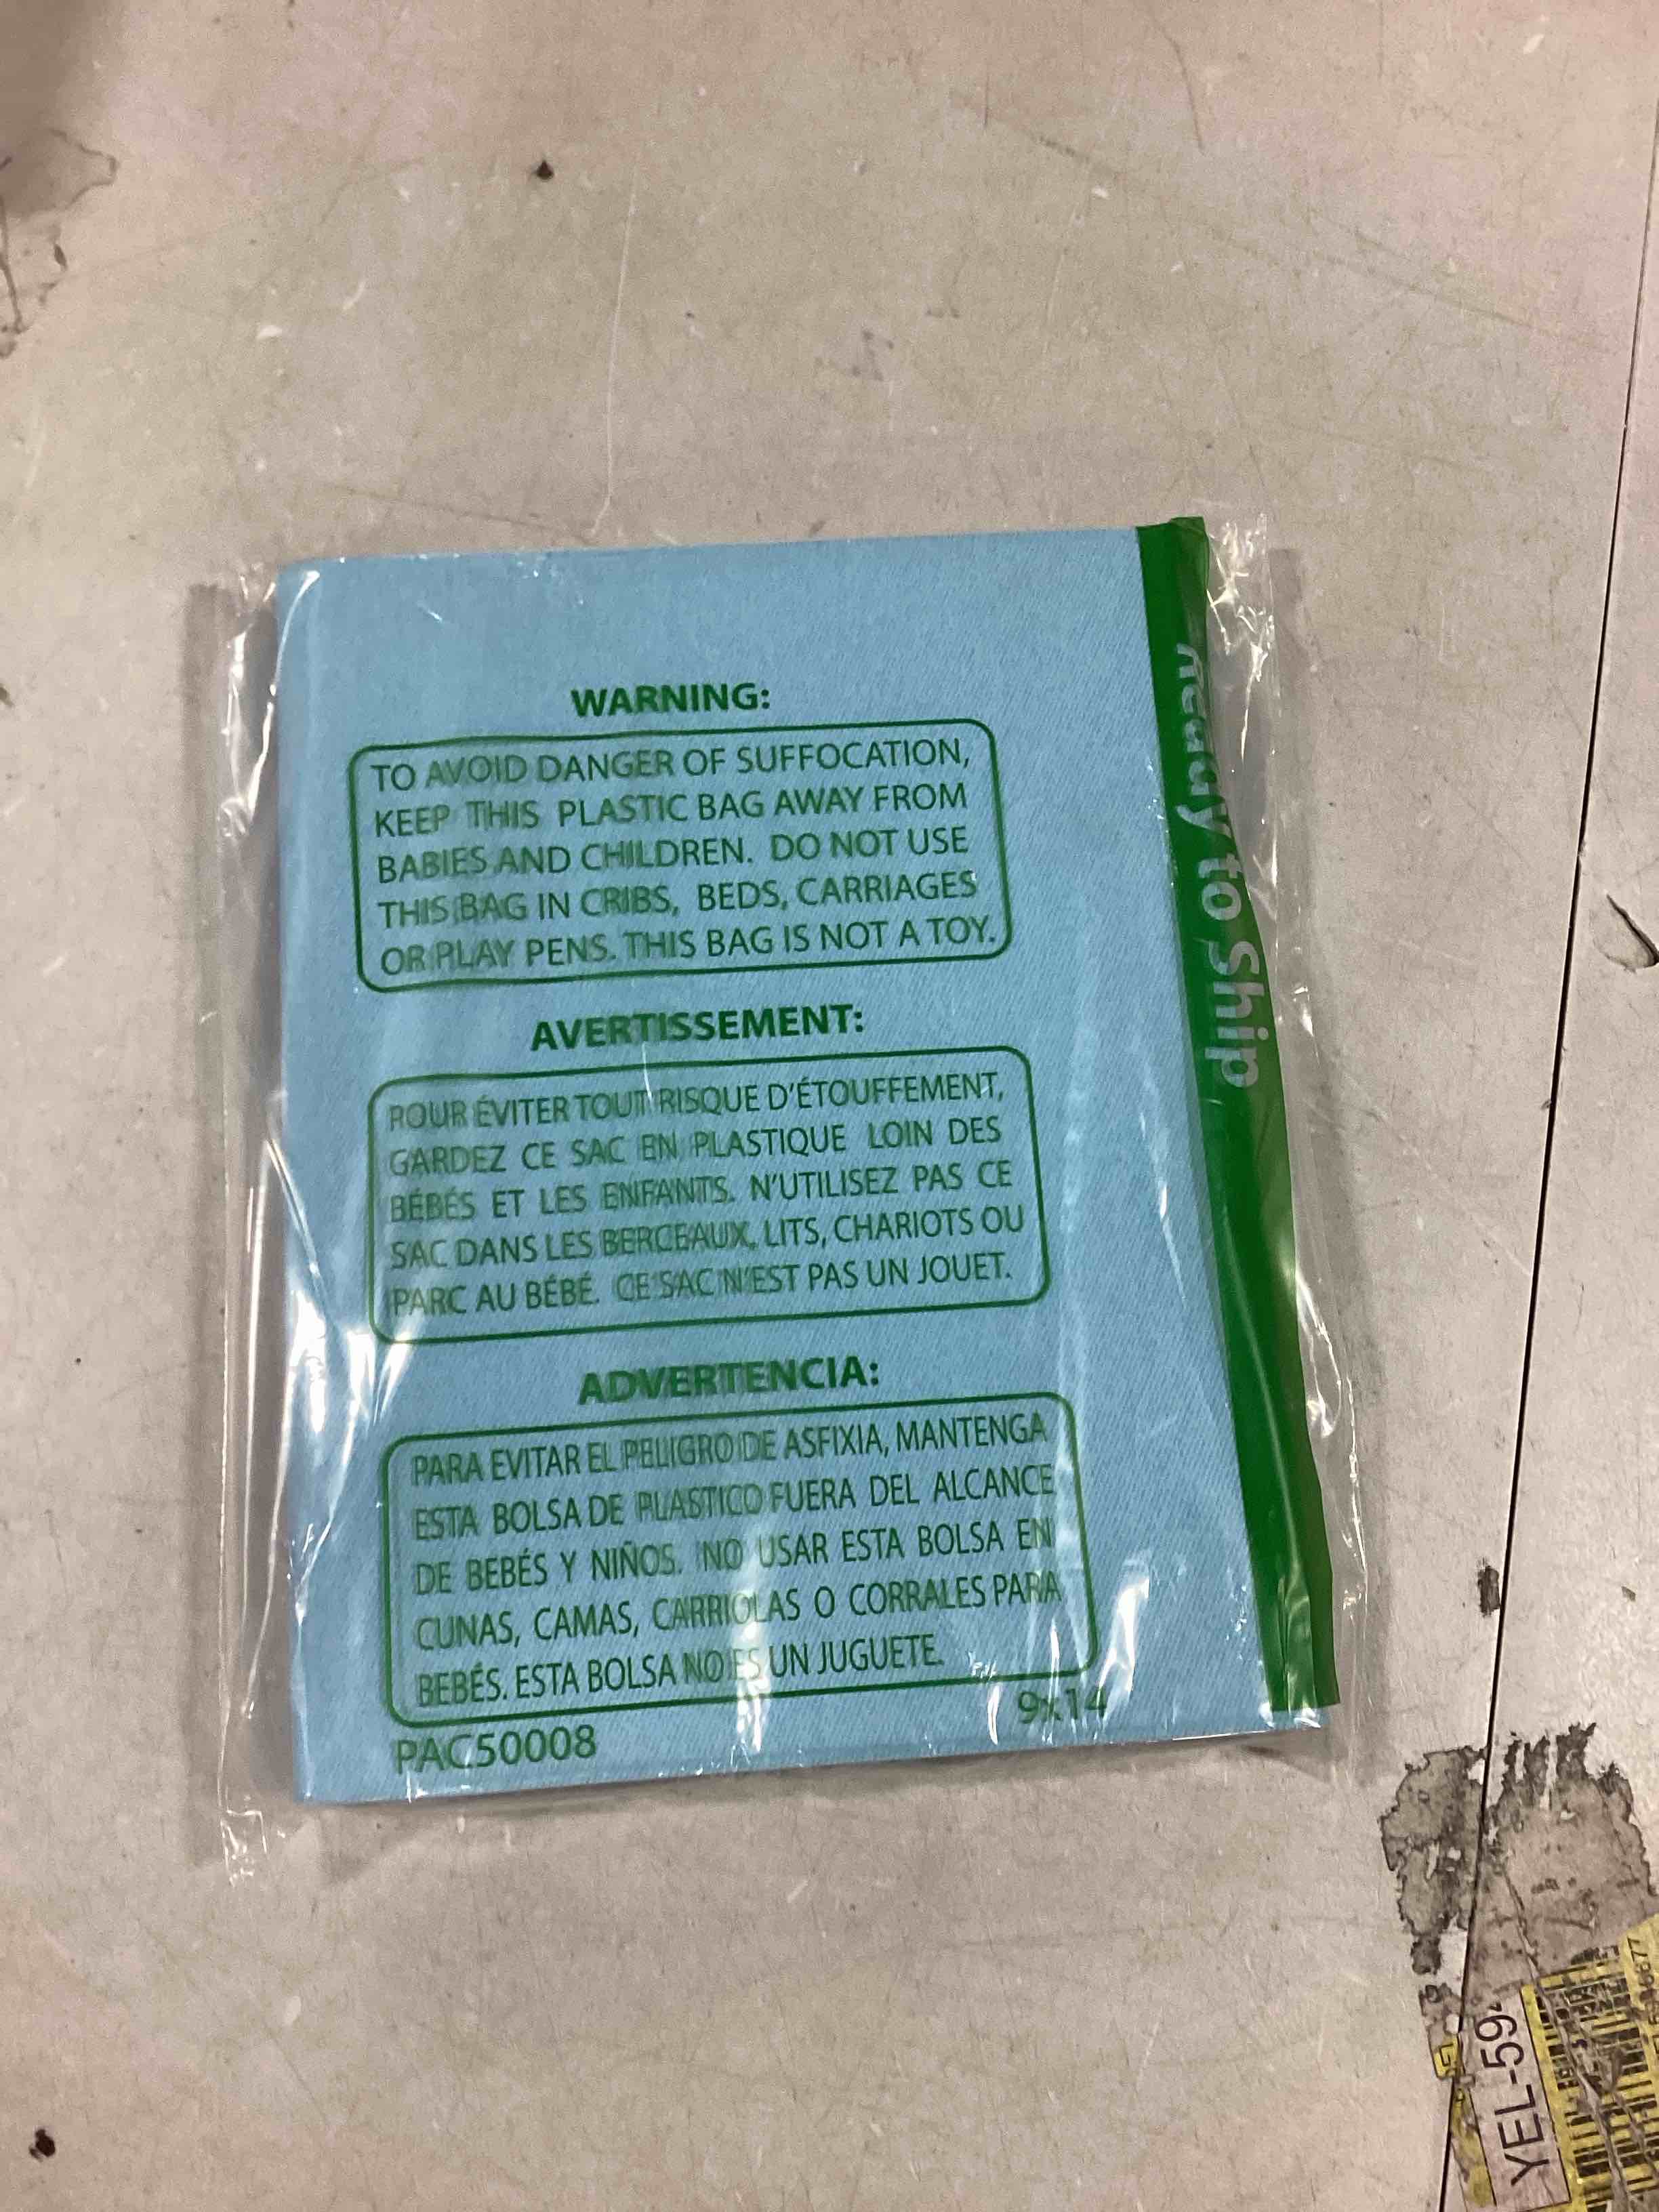 WARNING:
TO AVOID DANGER OF SUFFOCATION,
KEEP THIS PLASTIC BAG AWAY FROM
BABIES AND CHILDREN. DO NOT USE
THIS BAG IN CRIBS, BEDS, CARRIAGES
OR PLAY PENS. THIS BAG IS NOT A TOY.
AVERTISSEMENT:
POUR ÉVITER TOUT RISQUE D'ÉTOUFFEMENT,
GARDEZ CE SAC EN PLASTIQUE LOIN DES
BÉBÉS ET LES ENFANTS. N'UTILISEZ PAS CE
SAC DANS LES BERCEAUX, LITS, CHARIOTS OU
PARC AU BÉBÉ. CE SAC N'EST PAS UN JOUET.
ADVERTENCIA:
PARA EVITAR EL PELIGRO DE ASFIXIA, MANTENGA
ESTA BOLSA DE PLASTICO FUERA DEL ALCANCE
DE BEBÉS Y NIÑOS. NO USAR ESTA BOLSA EN
CUNAS, CAMAS, CARRIOLAS O CORRALES PARA
BEBÉS. ESTA BOLSA NO ES UN JUGUETE.
PAC50008
9x14
Ready to Ship
YEL-59